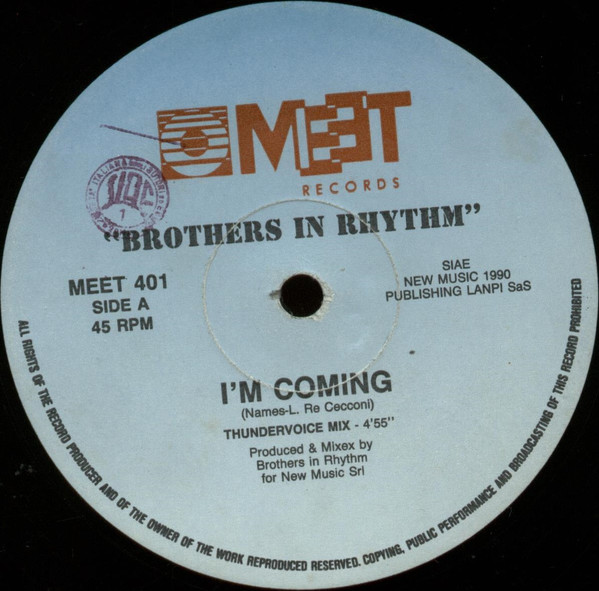 MEET
RECORDS
"BROTHERS IN RHYTHM"
MEET 401
SIDE A
45 RPM
SIAE
NEW MUSIC 1990
PUBLISHING LANPI SaS
I'M COMING
(Names-L. Re Cecconi)
THUNDERVOICE MIX - 4'55"
Produced & Mixex by
Brothers in Rhythm
for New Music Srl
ALL RIGHTS OF THE RECORD PRODUCER AND OF THE OWNER OF THE WORK REPRODUCED RESERVED. COPYING, PUBLIC PERFORMANCE AND BROADCASTING OF THIS RECORD PROHIBITED